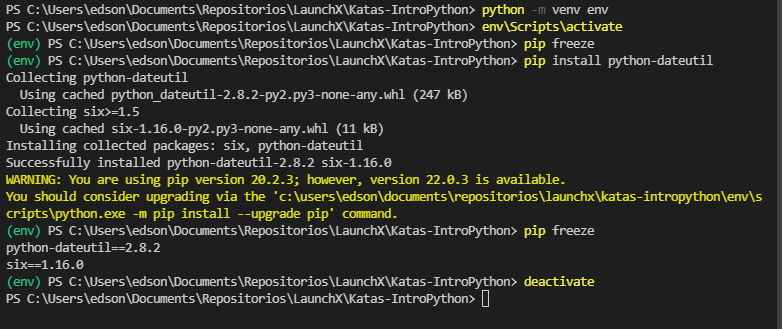 PS C:\Users\edson\Documents\Repositorios\LaunchX\Katas-IntroPython> python -m venv env
PS C:\Users\edson\Documents\Repositorios\LaunchX\Katas-IntroPython> env\Scripts\activate
(env) PS C:\Users\edson\Documents\Repositorios\LaunchX\Katas-IntroPython> pip freeze
(env) PS C:\Users\edson\Documents\Repositorios\LaunchX\Katas-IntroPython> pip install python-dateutil
Collecting python-dateutil
  Using cached python_dateutil-2.8.2-py2.py3-none-any.whl (247 kB)
Collecting six>=1.5
  Using cached six-1.16.0-py2.py3-none-any.whl (11 kB)
Installing collected packages: six, python-dateutil
Successfully installed python-dateutil-2.8.2 six-1.16.0
WARNING: You are using pip version 20.2.3; however, version 22.0.3 is available.
You should consider upgrading via the 'c:\users\edson\documents\repositorios\launchx\katas-intropython\env\s
cripts\python.exe -m pip install --upgrade pip' command.
(env) PS C:\Users\edson\Documents\Repositorios\LaunchX\Katas-IntroPython> pip freeze
python-dateutil==2.8.2
six==1.16.0
(env) PS C:\Users\edson\Documents\Repositorios\LaunchX\Katas-IntroPython> deactivate
PS C:\Users\edson\Documents\Repositorios\LaunchX\Katas-IntroPython>